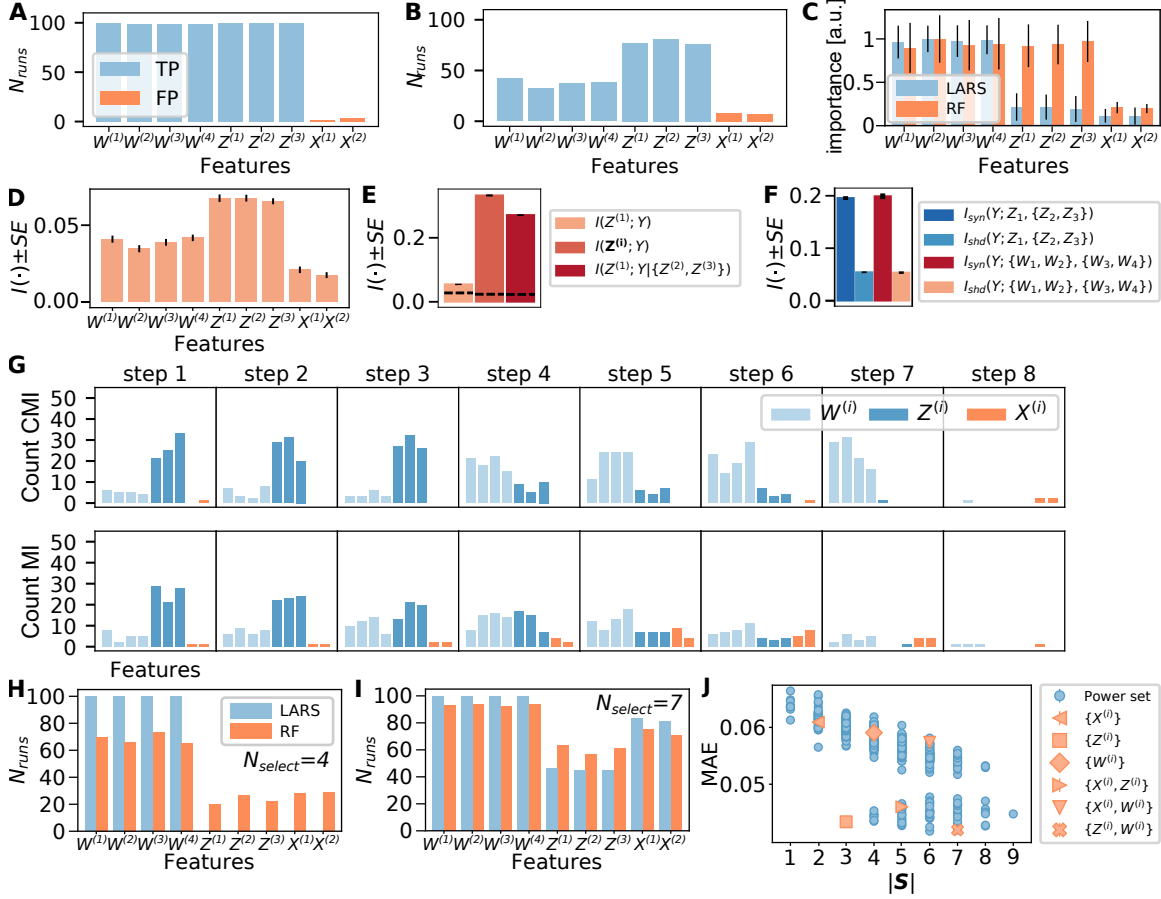 A
N_runs
100
50
0
TP
FP
W^(1) W^(2) W^(3) W^(4) Z^(1) Z^(2) Z^(3) X^(1) X^(2)
Features
B
N_runs
100
50
0
W^(1) W^(2) W^(3) W^(4) Z^(1) Z^(2) Z^(3) X^(1) X^(2)
Features
C
importance [a.u.]
1
0
LARS
RF
W^(1) W^(2) W^(3) W^(4) Z^(1) Z^(2) Z^(3) X^(1) X^(2)
Features
D
I(·)±SE
0.05
0.00
W^(1) W^(2) W^(3) W^(4) Z^(1) Z^(2) Z^(3) X^(1) X^(2)
Features
E
I(·)±SE
0.2
0.0
I(Z^(1);Y)
I(Z^(i);Y)
I(Z^(1);Y|{Z^(2),Z^(3)})
F
I(·)±SE
0.2
0.1
0.0
I_syn(Y;Z_1,{Z_2,Z_3})
I_shd(Y;Z_1,{Z_2,Z_3})
I_syn(Y;{W_1,W_2},{W_3,W_4})
I_shd(Y;{W_1,W_2},{W_3,W_4})
G
step 1 step 2 step 3 step 4 step 5 step 6 step 7 step 8
Count CMI
50
40
30
20
10
0
W^(i) Z^(i) X^(i)
Count MI
50
40
30
20
10
0
Features
H
N_runs
100
80
60
40
20
0
LARS
RF
N_select=4
W^(1) W^(2) W^(3) W^(4) Z^(1) Z^(2) Z^(3) X^(1) X^(2)
Features
I
N_runs
100
80
60
40
20
0
N_select=7
W^(1) W^(2) W^(3) W^(4) Z^(1) Z^(2) Z^(3) X^(1) X^(2)
Features
J
MAE
0.06
0.05
1 2 3 4 5 6 7 8 9
|S|
Power set
{X^(i)}
{Z^(i)}
{W^(i)}
{X^(i),Z^(i)}
{X^(i),W^(i)}
{Z^(i),W^(i)}